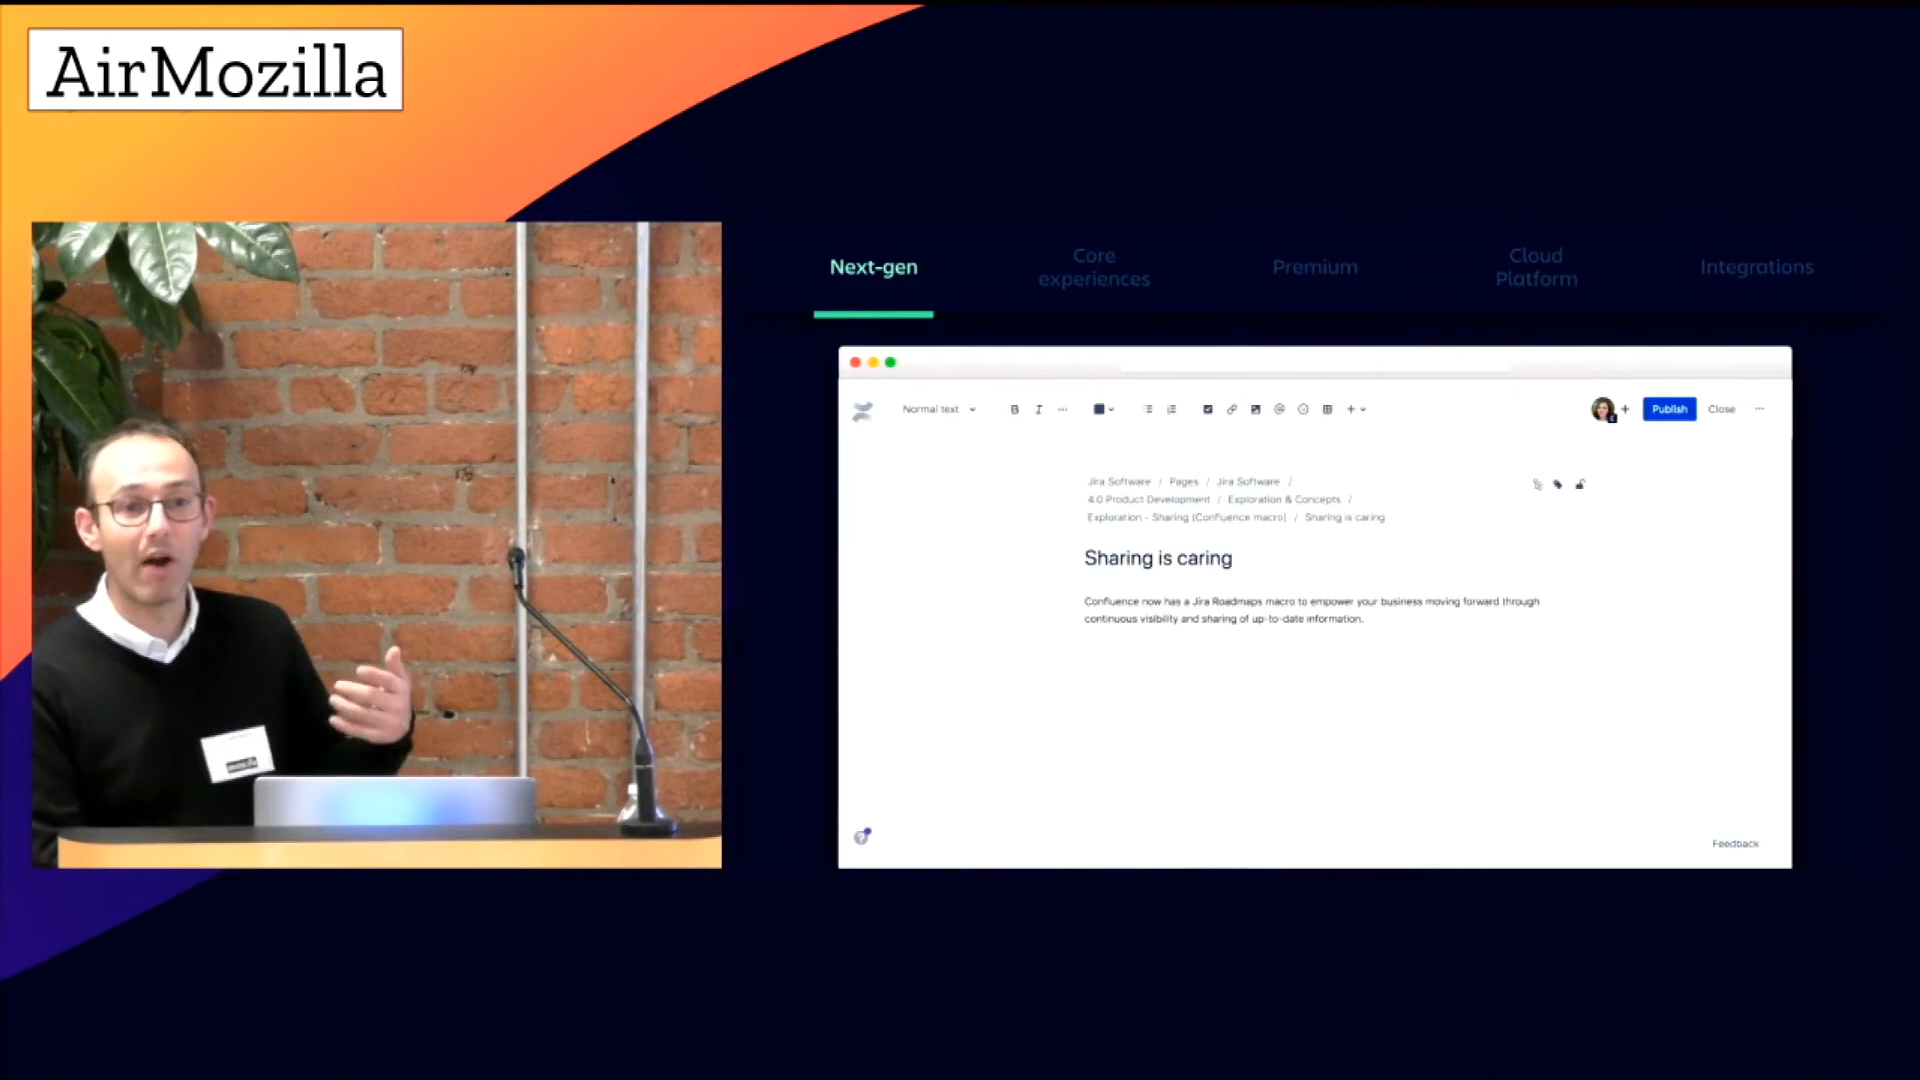 AirMozilla
Next-gen
Core
experiences
Premium
Cloud
Platform
Integrations
Normal text
B I
Publish
Close
Jira Software / Pages / Jira Software /
4.0 Product Development / Exploration & Concepts /
Exploration - Sharing (Confluence macro) / Sharing is caring
Sharing is caring
Confluence now has a Jira Roadmaps macro to empower your business moving forward through
continuous visibility and sharing of up-to-date information.
Feedback
mozilla